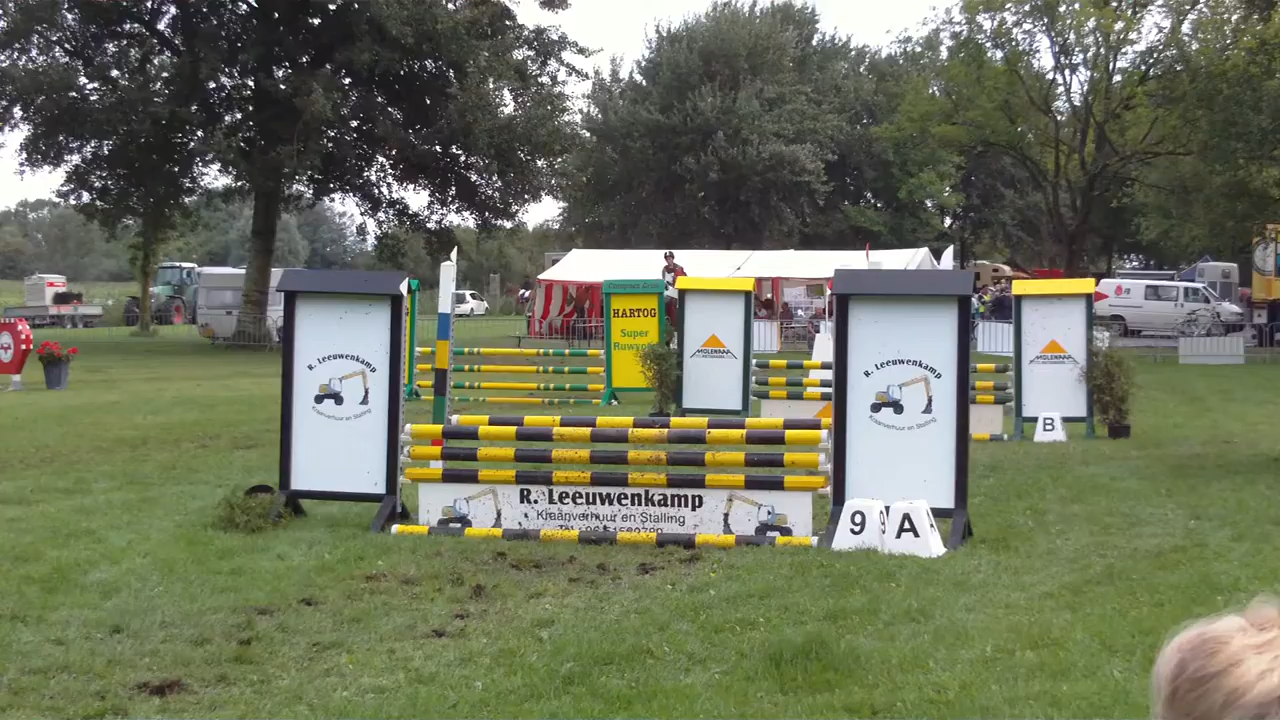 R. Leeuwenkamp
Kraanverhuur en Stalling
HARTOG
Super
MOLENAAR
R. Leeuwenkamp
Kraanverhuur en Stalling
MOLENAAR
B
R. Leeuwenkamp
Kraanverhuur en Stalling
9
A